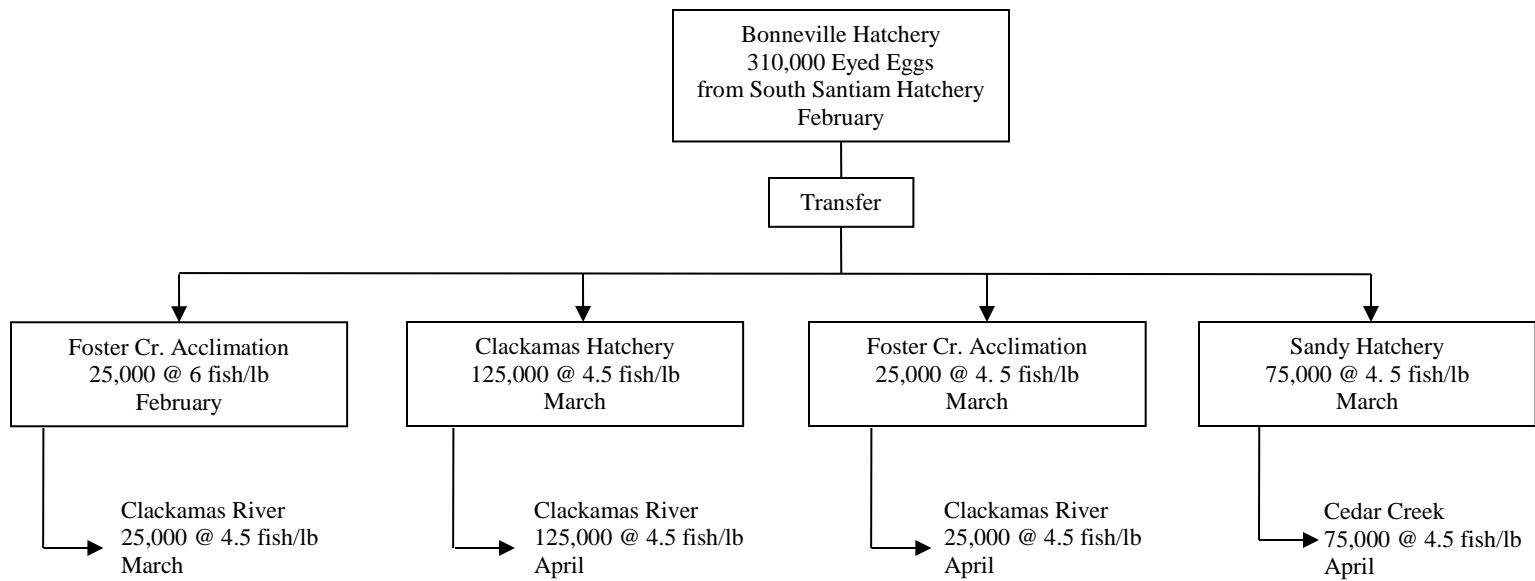 Bonneville Hatchery
310,000 Eyed Eggs
from South Santiam Hatchery
February
Transfer
Foster Cr. Acclimation
25,000 @ 6 fish/lb
February
Clackamas Hatchery
125,000 @ 4.5 fish/lb
March
Foster Cr. Acclimation
25,000 @ 4. 5 fish/lb
March
Sandy Hatchery
75,000 @ 4. 5 fish/lb
March
Clackamas River
25,000 @ 4.5 fish/lb
March
Clackamas River
125,000 @ 4.5 fish/lb
April
Clackamas River
25,000 @ 4.5 fish/lb
April
Cedar Creek
75,000 @ 4.5 fish/lb
April